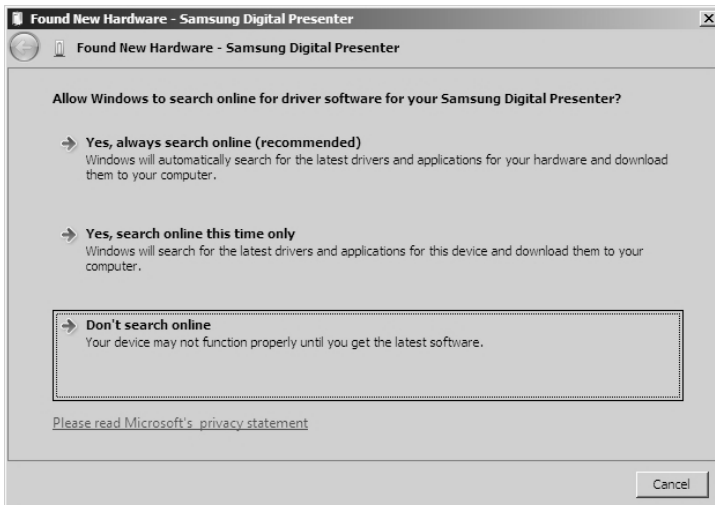 Found New Hardware - Samsung Digital Presenter
Found New Hardware - Samsung Digital Presenter
Allow Windows to search online for driver software for your Samsung Digital Presenter?
Yes, always search online (recommended)
Windows will automatically search for the latest drivers and applications for your hardware and download
them to your computer.
Yes, search online this time only
Windows will search for the latest drivers and applications for this device and download them to your
computer.
Don't search online
Your device may not function properly until you get the latest software.
Please read Microsoft's privacy statement
Cancel